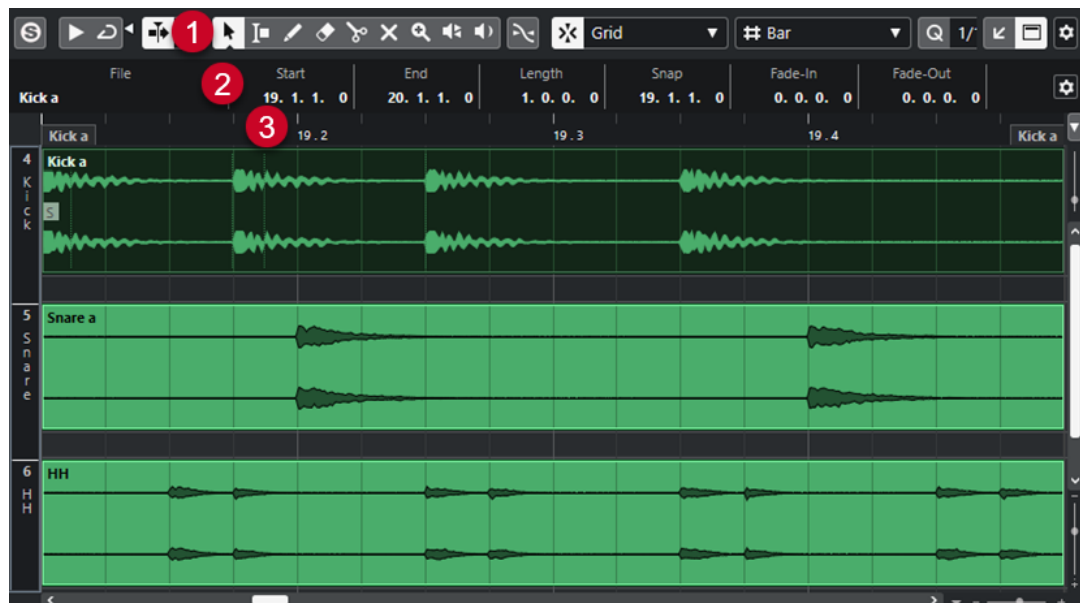 S 1 Grid Bar Q 1/
File Start End Length Snap Fade-In Fade-Out
Kick a 2 19. 1. 1. 0 20. 1. 1. 0 1. 0. 0. 0 19. 1. 1. 0 0. 0. 0. 0 0. 0. 0. 0
Kick a 3 19.2 19.3 19.4 Kick a
4 Kick a
Kick
S
5 Snare a
Snare
6 HH
HH